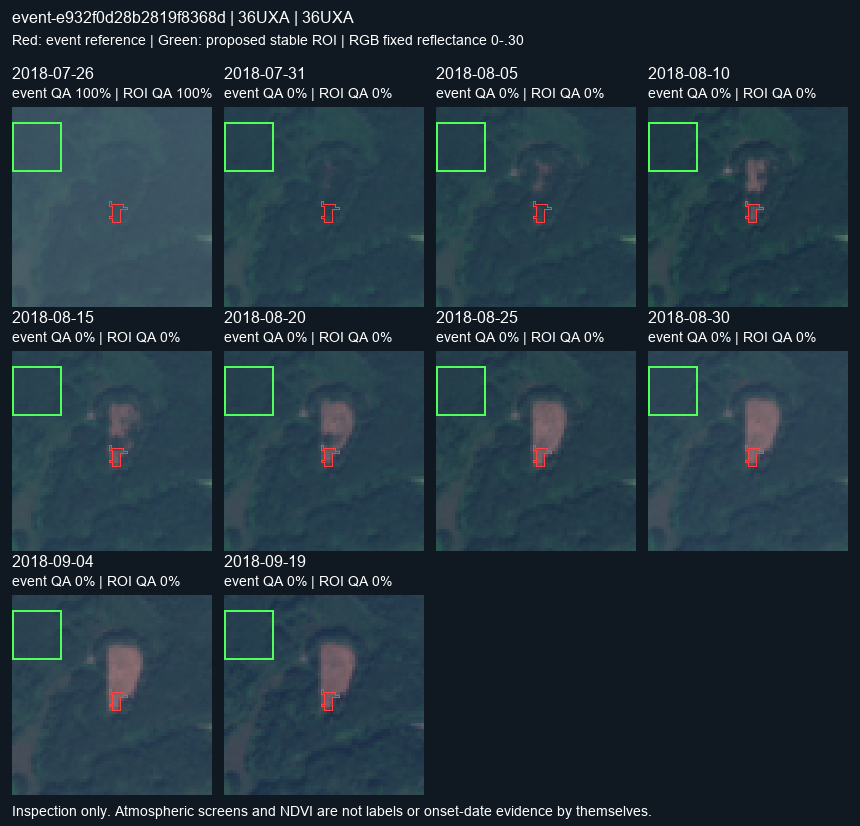 event-e932f0d28b2819f8368d | 36UXA | 36UXA
Red: event reference | Green: proposed stable ROI | RGB fixed reflectance 0-.30
2018-07-26
event QA 100% | ROI QA 100%
2018-07-31
event QA 0% | ROI QA 0%
2018-08-05
event QA 0% | ROI QA 0%
2018-08-10
event QA 0% | ROI QA 0%
2018-08-15
event QA 0% | ROI QA 0%
2018-08-20
event QA 0% | ROI QA 0%
2018-08-25
event QA 0% | ROI QA 0%
2018-08-30
event QA 0% | ROI QA 0%
2018-09-04
event QA 0% | ROI QA 0%
2018-09-19
event QA 0% | ROI QA 0%
Inspection only. Atmospheric screens and NDVI are not labels or onset-date evidence by themselves.